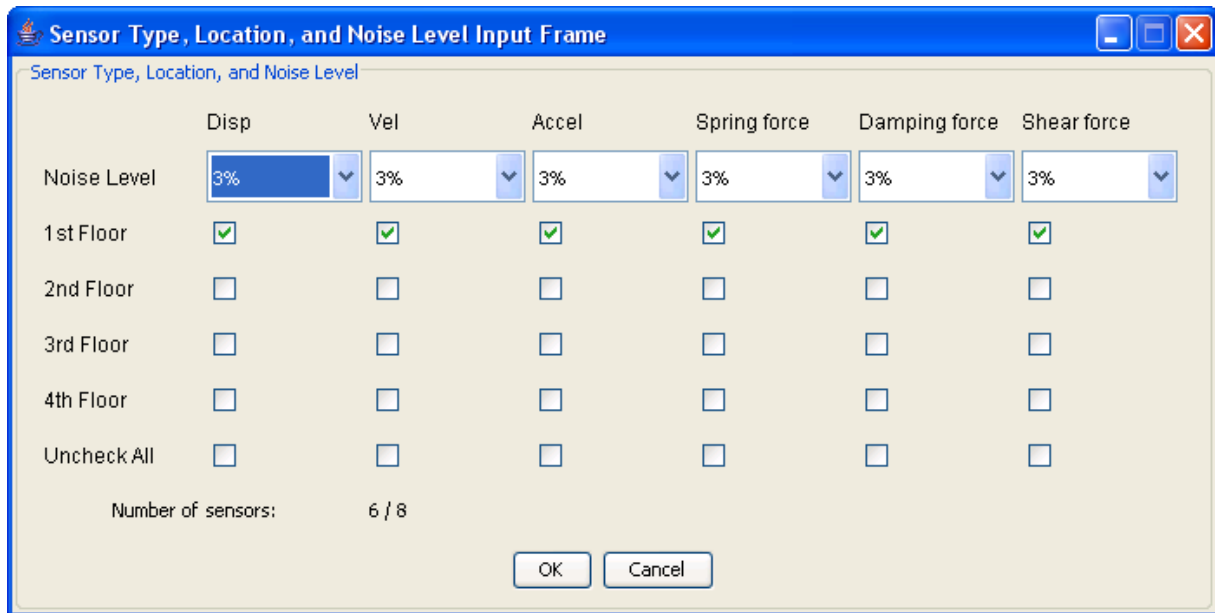 Sensor Type, Location, and Noise Level Input Frame
Sensor Type, Location, and Noise Level
Disp Vel Accel Spring force Damping force Shear force
Noise Level 3% 3% 3% 3% 3% 3%
1st Floor
2nd Floor
3rd Floor
4th Floor
Uncheck All
Number of sensors: 6 / 8
OK Cancel